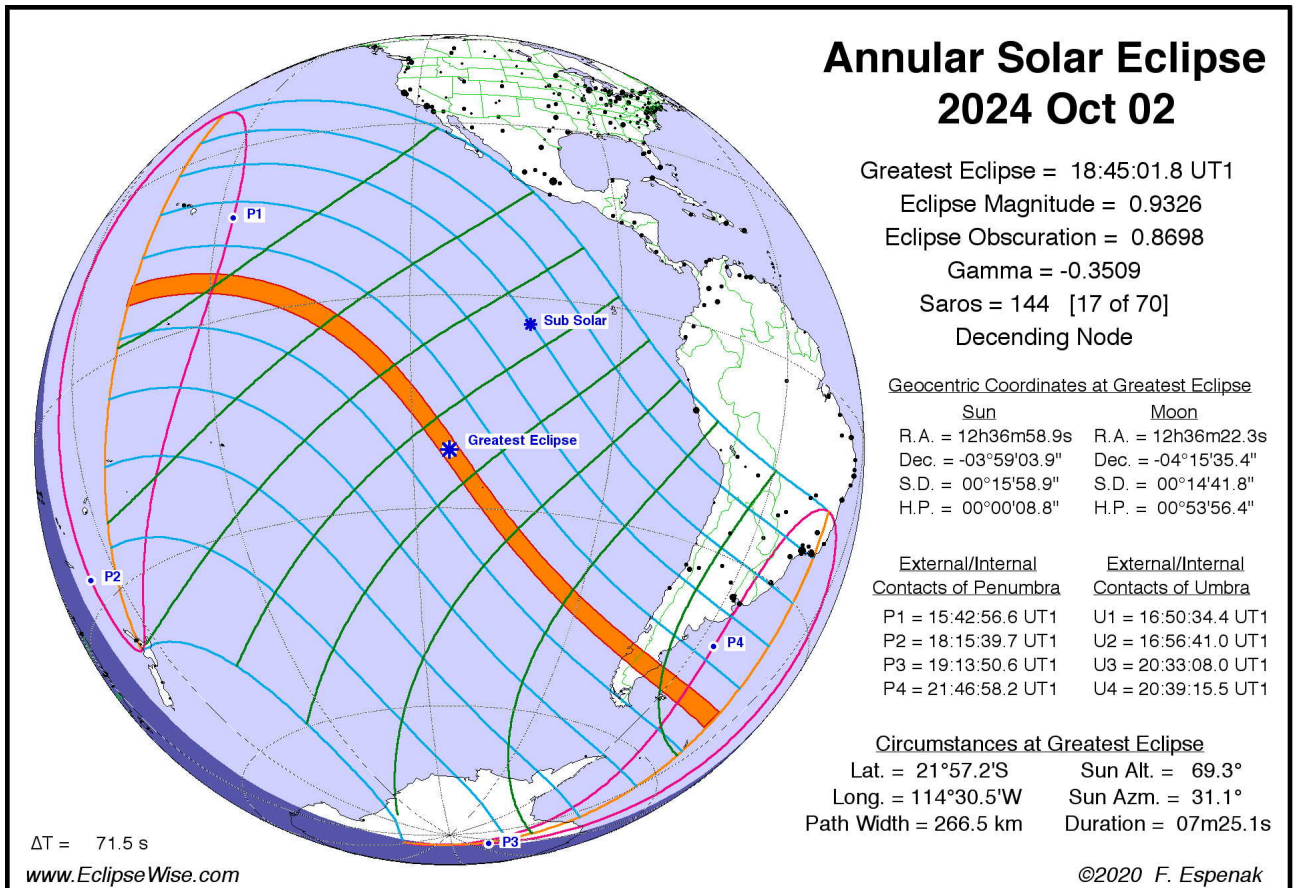 Annular Solar Eclipse
2024 Oct 02
Greatest Eclipse = 18:45:01.8 UT1
Eclipse Magnitude = 0.9326
Eclipse Obscuration = 0.8698
Gamma = -0.3509
Saros = 144 [17 of 70]
Decending Node
Geocentric Coordinates at Greatest Eclipse
Sun
R.A. = 12h36m58.9s
Dec. = -03°59'03.9"
S.D. = 00°15'58.9"
H.P. = 00°00'08.8"
Moon
R.A. = 12h36m22.3s
Dec. = -04°15'35.4"
S.D. = 00°14'41.8"
H.P. = 00°53'56.4"
External/Internal
Contacts of Penumbra
P1 = 15:42:56.6 UT1
P2 = 18:15:39.7 UT1
P3 = 19:13:50.6 UT1
P4 = 21:46:58.2 UT1
External/Internal
Contacts of Umbra
U1 = 16:50:34.4 UT1
U2 = 16:56:41.0 UT1
U3 = 20:33:08.0 UT1
U4 = 20:39:15.5 UT1
Circumstances at Greatest Eclipse
Lat. = 21°57.2'S
Long. = 114°30.5'W
Path Width = 266.5 km
Sun Alt. = 69.3°
Sun Azm. = 31.1°
Duration = 07m25.1s
P1
Sub Solar
Greatest Eclipse
P2
P4
P3
ΔT = 71.5 s
www.EclipseWise.com
©2020 F. Espenak